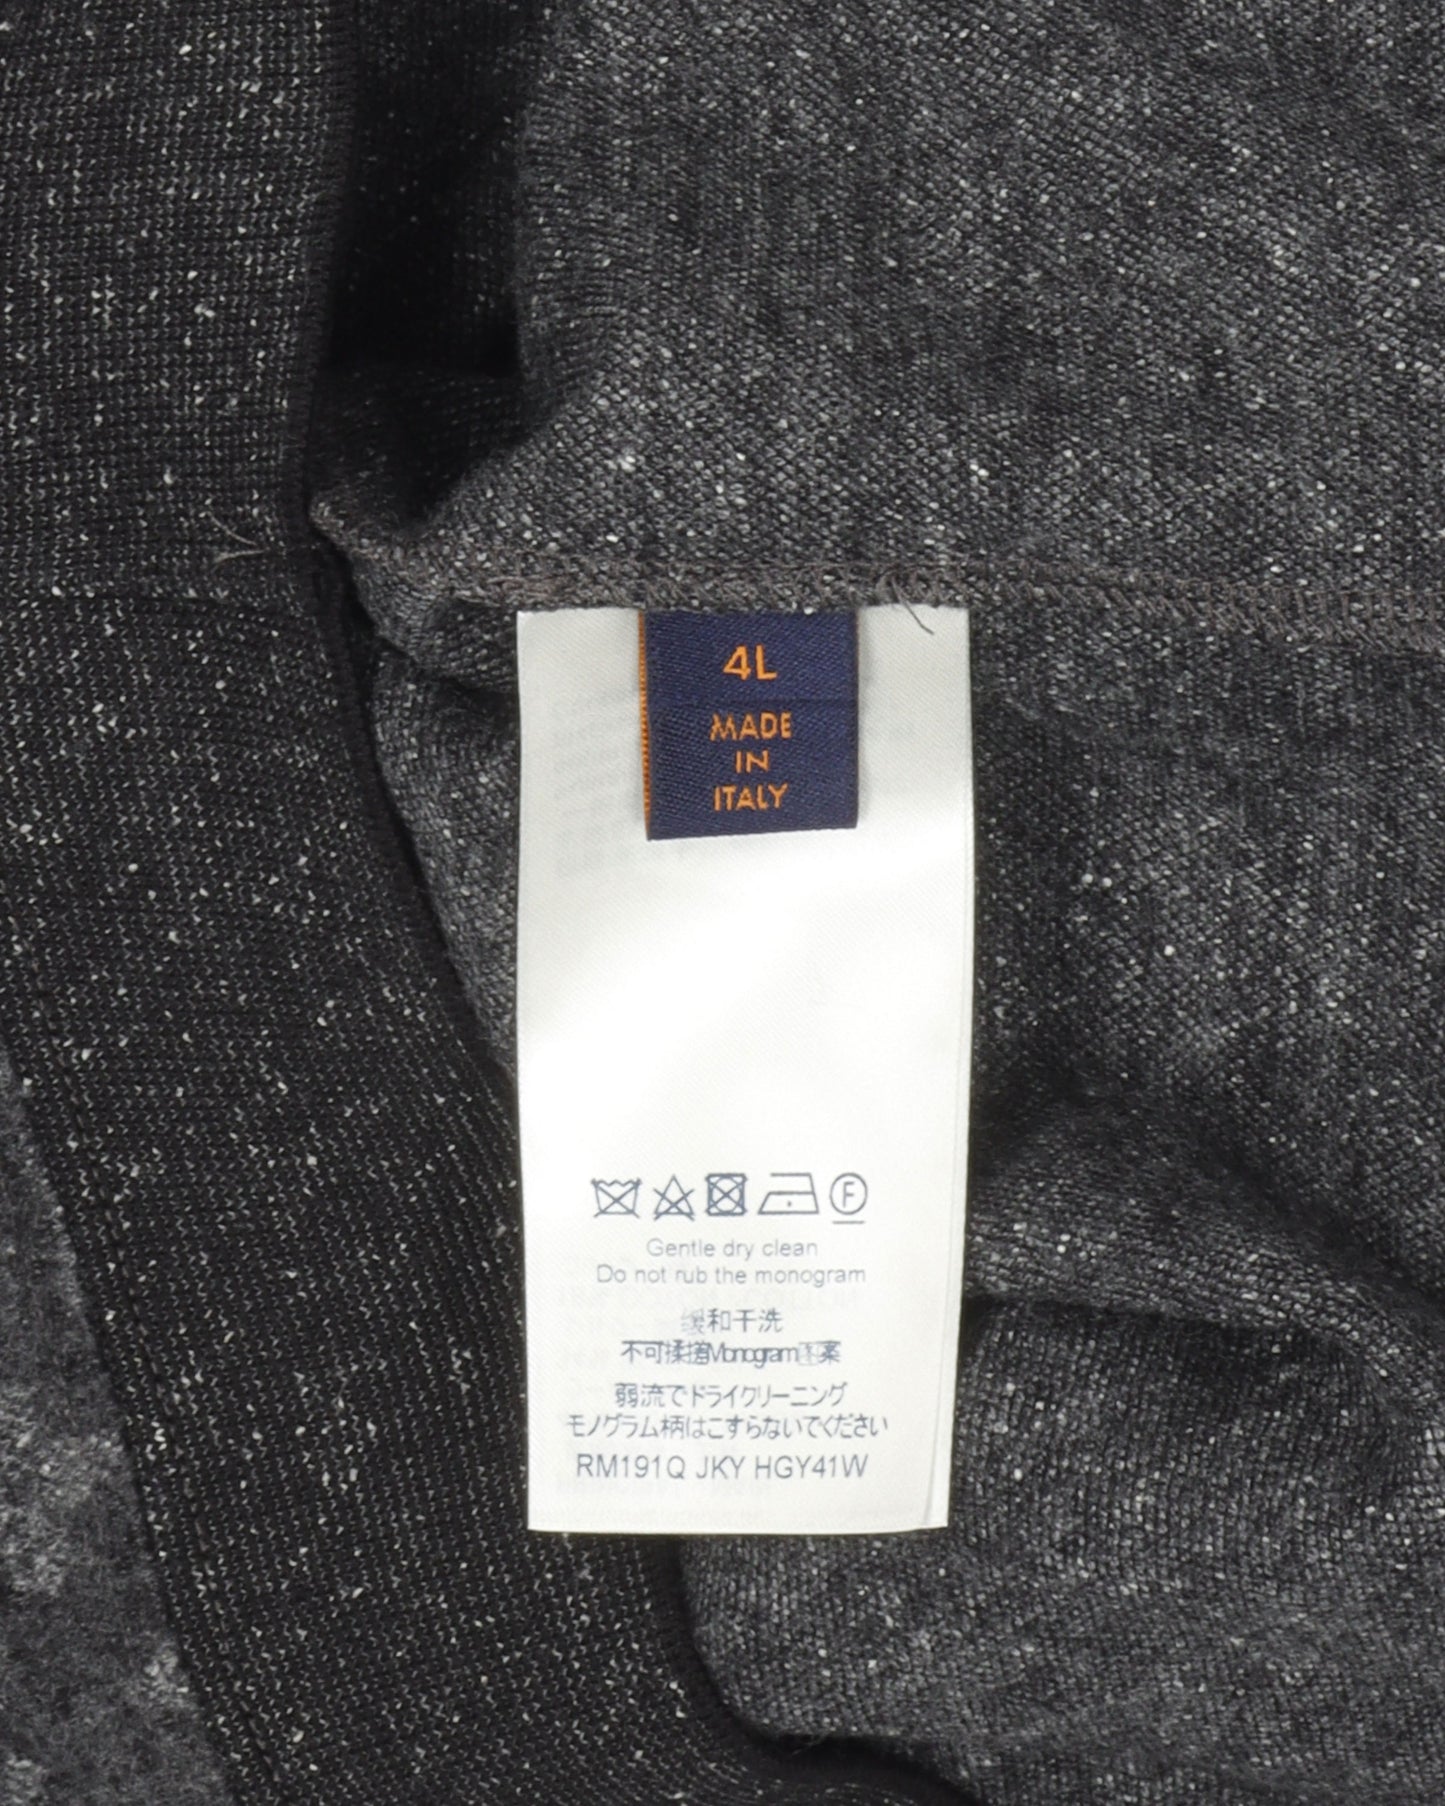 4L
MADE
IN
ITALY
F
Gentle dry clean
Do not rub the monogram
缓和干洗
不可揉搓Monogram图案
弱流でドライクリーニング
モノグラム柄はこすらないでください
RM191Q JKY HGY41W